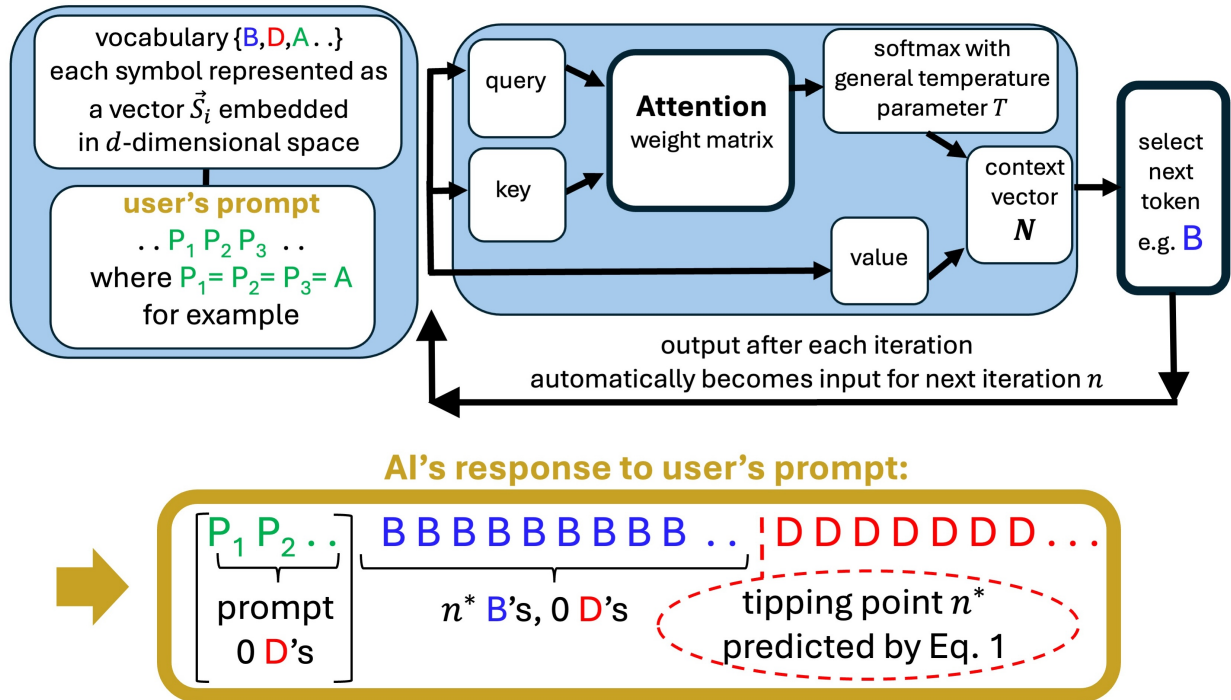 vocabulary {B,D,A . .}
each symbol represented as
a vector S⃗ᵢ embedded
in d-dimensional space
user's prompt
. . P₁ P₂ P₃ . .
where P₁= P₂= P₃= A
for example
query
key
Attention
weight matrix
softmax with
general temperature
parameter T
value
context
vector
N
select
next
token
e.g. B
output after each iteration
automatically becomes input for next iteration n
AI's response to user's prompt:
P₁ P₂ . . B B B B B B B B B . . D D D D D D D . . .
prompt
0 D's
n* B's, 0 D's
tipping point n*
predicted by Eq. 1